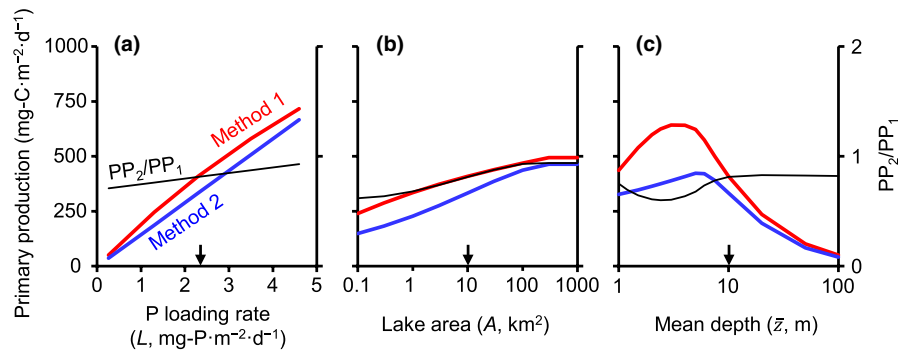 (a)
(b)
(c)
Primary production (mg-C·m⁻²·d⁻¹)
1000
750
500
250
0
Method 1
PP₂/PP₁
Method 2
0 1 2 3 4 5
P loading rate
(L, mg-P·m⁻²·d⁻¹)
0.1 1 10 100 1000
Lake area (A, km²)
1 10 100
Mean depth (z̄, m)
2
1
0
PP₂/PP₁